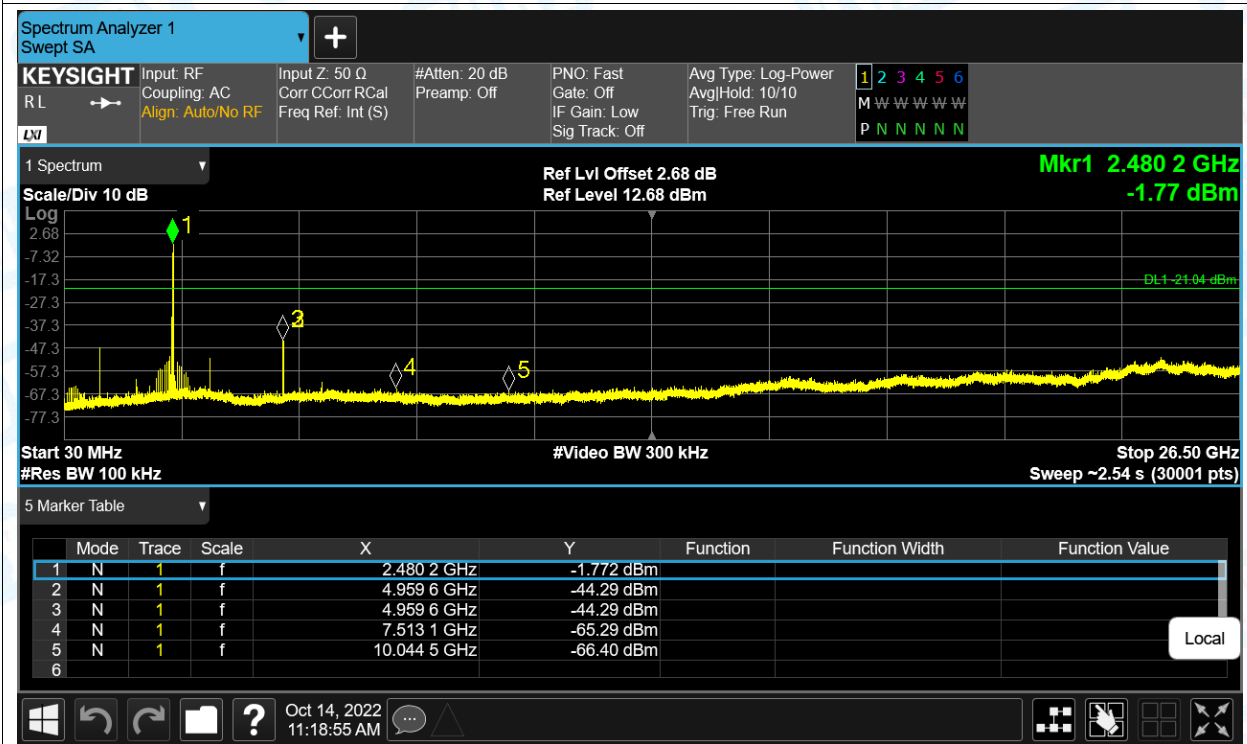 Spectrum Analyzer 1
Swept SA
+
KEYSIGHT Input: RF Input Z: 50 Ω #Atten: 20 dB PNO: Fast Avg Type: Log-Power 1 2 3 4 5 6
R L Coupling: AC Corr CCorr RCal Preamp: Off Gate: Off Avg|Hold: 10/10 M W W W W W W
Align: Auto/No RF Freq Ref: Int (S) IF Gain: Low Trig: Free Run
LXI Sig Track: Off P N N N N N N
1 Spectrum
Ref Lvl Offset 2.68 dB Mkr1 2.480 2 GHz
Scale/Div 10 dB Ref Level 12.68 dBm -1.77 dBm
Log
1
2.68
-7.32
-17.3
DL1 -21.04 dBm
-27.3
-37.3
3
-47.3
-57.3
4
5
-67.3
-77.3
Start 30 MHz #Video BW 300 kHz Stop 26.50 GHz
#Res BW 100 kHz Sweep ~2.54 s (30001 pts)
5 Marker Table
Mode Trace Scale X Y Function Function Width Function Value
1 N 1 f 2.480 2 GHz -1.772 dBm
2 N 1 f 4.959 6 GHz -44.29 dBm
3 N 1 f 4.959 6 GHz -44.29 dBm
4 N 1 f 7.513 1 GHz -65.29 dBm
5 N 1 f 10.044 5 GHz -66.40 dBm
6
Local
? Oct 14, 2022
11:18:55 AM